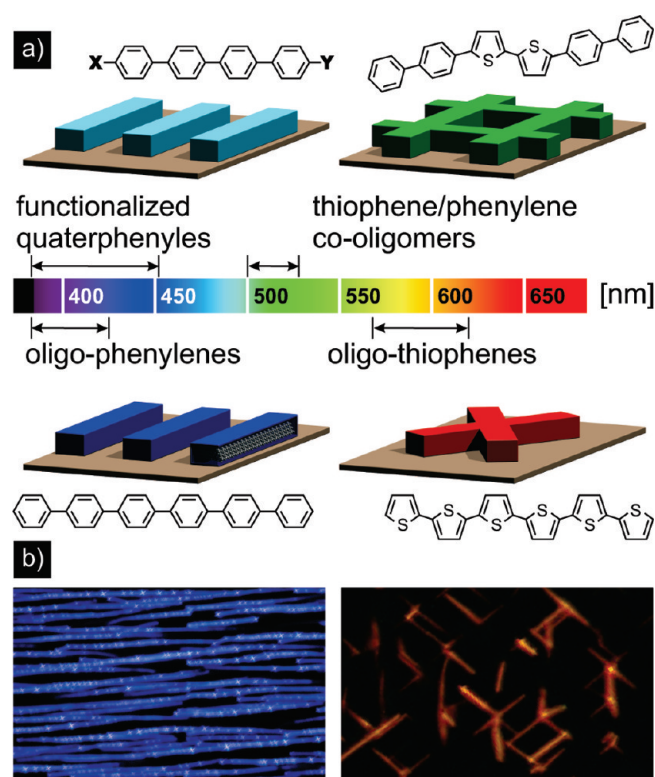 a)
X
Y
S
S
functionalized
quaterphenyles
thiophene/phenylene
co-oligomers
400
450
500
550
600
650
[nm]
oligo-phenylenes
oligo-thiophenes
S
S
S
S
S
S
b)